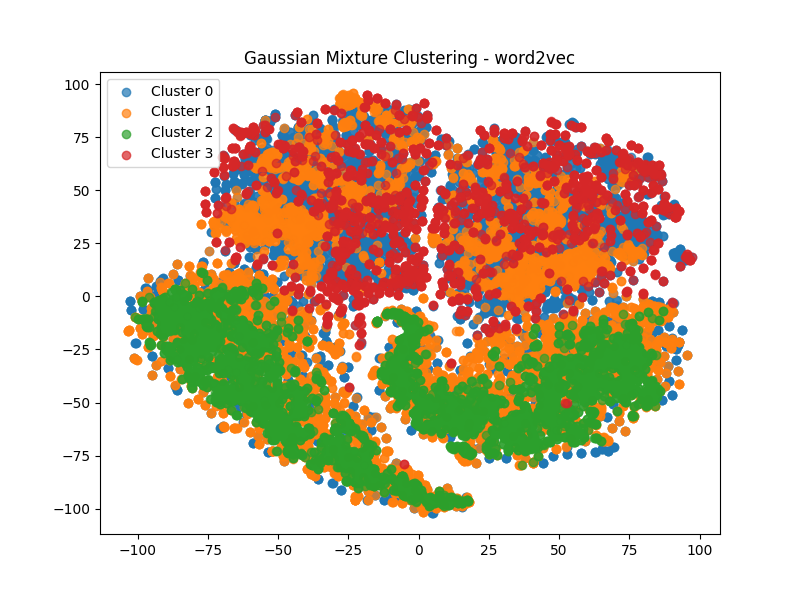 Gaussian Mixture Clustering - word2vec
Cluster 0
Cluster 1
Cluster 2
Cluster 3
100
75
50
25
0
−25
−50
−75
−100
−100 −75 −50 −25 0 25 50 75 100